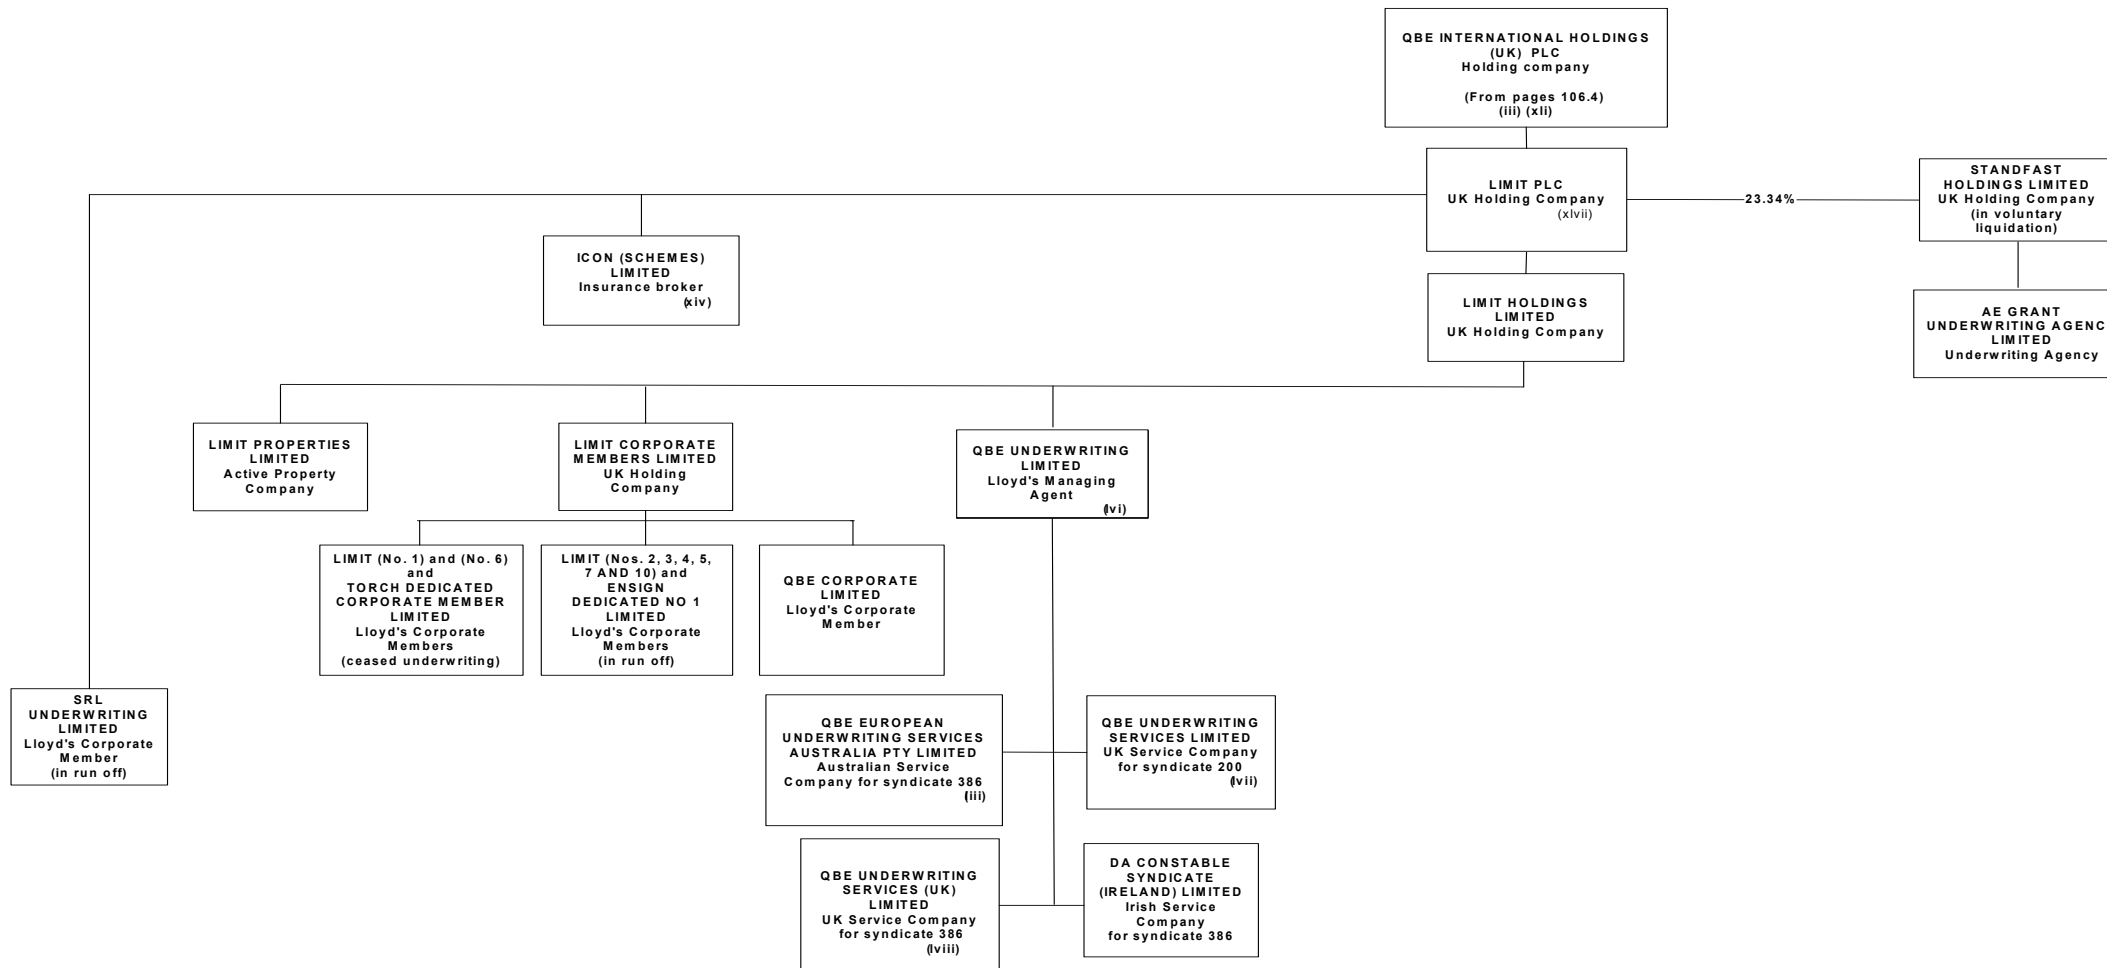 QBE INTERNATIONAL HOLDINGS
(UK) PLC
Holding company
(From pages 106.4)
(iii) (xli)
LIMIT PLC
UK Holding Company
(xlvii)
23.34%
STANDFAST
HOLDINGS LIMITED
UK Holding Company
(in voluntary
liquidation)
ICON (SCHEMES)
LIMITED
Insurance broker
(xiv)
LIMIT HOLDINGS
LIMITED
UK Holding Company
AE GRANT
UNDERWRITING AGENC
LIMITED
Underwriting Agency
LIMIT PROPERTIES
LIMITED
Active Property
Company
LIMIT CORPORATE
MEMBERS LIMITED
UK Holding
Company
QBE UNDERWRITING
LIMITED
Lloyd's Managing
Agent
(lvi)
LIMIT (No. 1) and (No. 6)
and
TORCH DEDICATED
CORPORATE MEMBER
LIMITED
Lloyd's Corporate
Members
(ceased underwriting)
LIMIT (Nos. 2, 3, 4, 5,
7 AND 10) and
ENSIGN
DEDICATED NO 1
LIMITED
Lloyd's Corporate
Members
(in run off)
QBE CORPORATE
LIMITED
Lloyd's Corporate
Member
SRL
UNDERWRITING
LIMITED
Lloyd's Corporate
Member
(in run off)
QBE EUROPEAN
UNDERWRITING SERVICES
AUSTRALIA PTY LIMITED
Australian Service
Company for syndicate 386
(iii)
QBE UNDERWRITING
SERVICES LIMITED
UK Service Company
for syndicate 200
(lvii)
QBE UNDERWRITING
SERVICES (UK)
LIMITED
UK Service Company
for syndicate 386
(lviii)
DA CONSTABLE
SYNDICATE
(IRELAND) LIMITED
Irish Service
Company
for syndicate 386